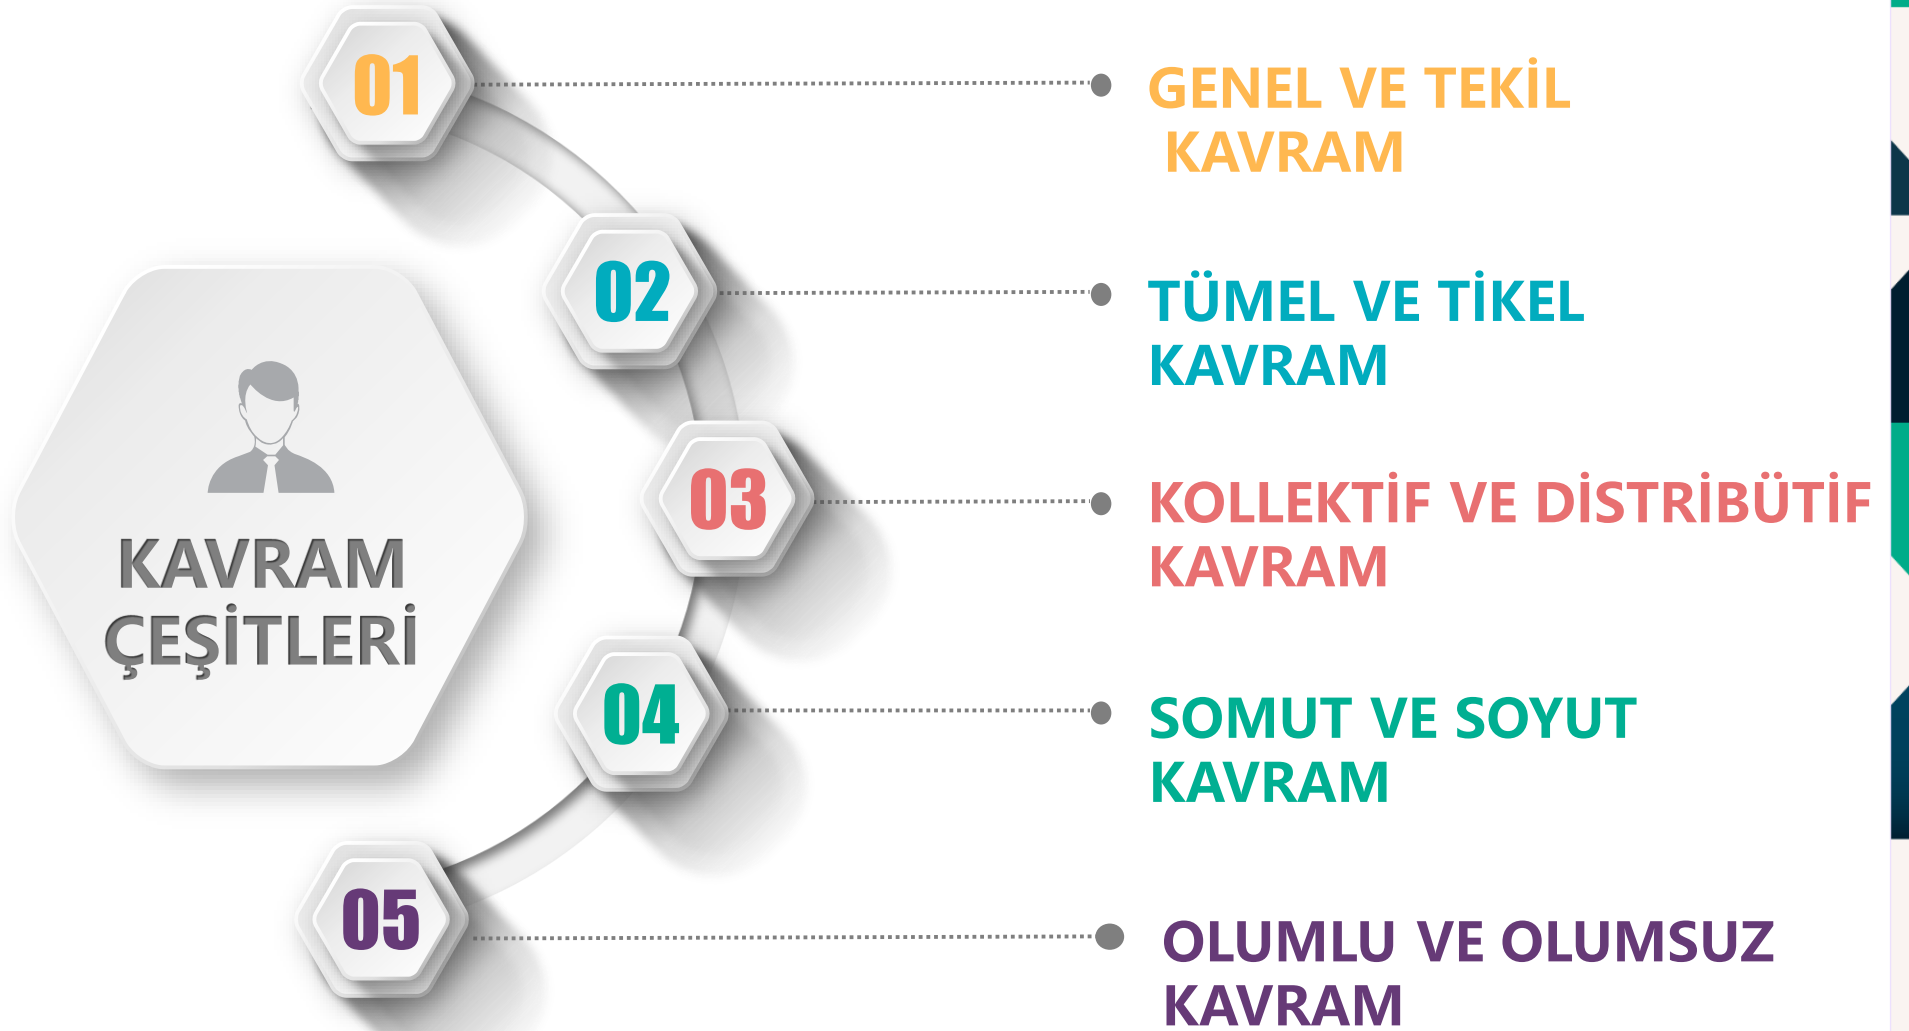 KAVRAM
ÇEŞİTLERİ
01
GENEL VE TEKİL
KAVRAM
02
TÜMEL VE TİKEL
KAVRAM
03
KOLLEKTİF VE DİSTRİBÜTİF
KAVRAM
04
SOMUT VE SOYUT
KAVRAM
05
OLUMLU VE OLUMSUZ
KAVRAM